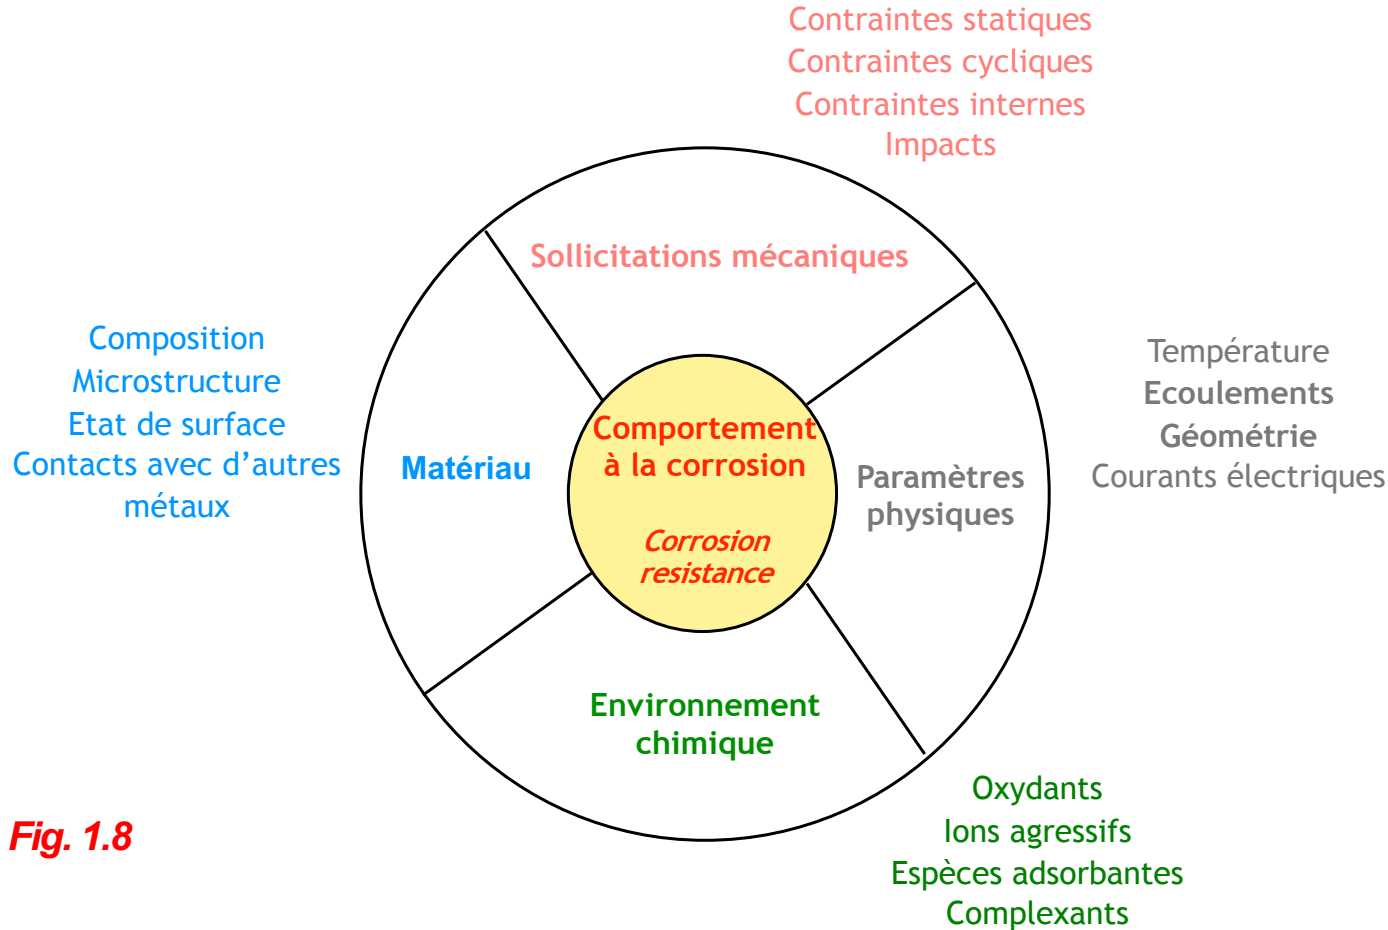 Contraintes statiques
Contraintes cycliques
Contraintes internes
Impacts
Sollicitations mécaniques
Composition
Microstructure
Etat de surface
Contacts avec d’autres
métaux
Matériau
Comportement
à la corrosion
Corrosion
resistance
Paramètres
physiques
Température
Ecoulements
Géométrie
Courants électriques
Environnement
chimique
Oxydants
Ions agressifs
Espèces adsorbantes
Complexants
Fig. 1.8